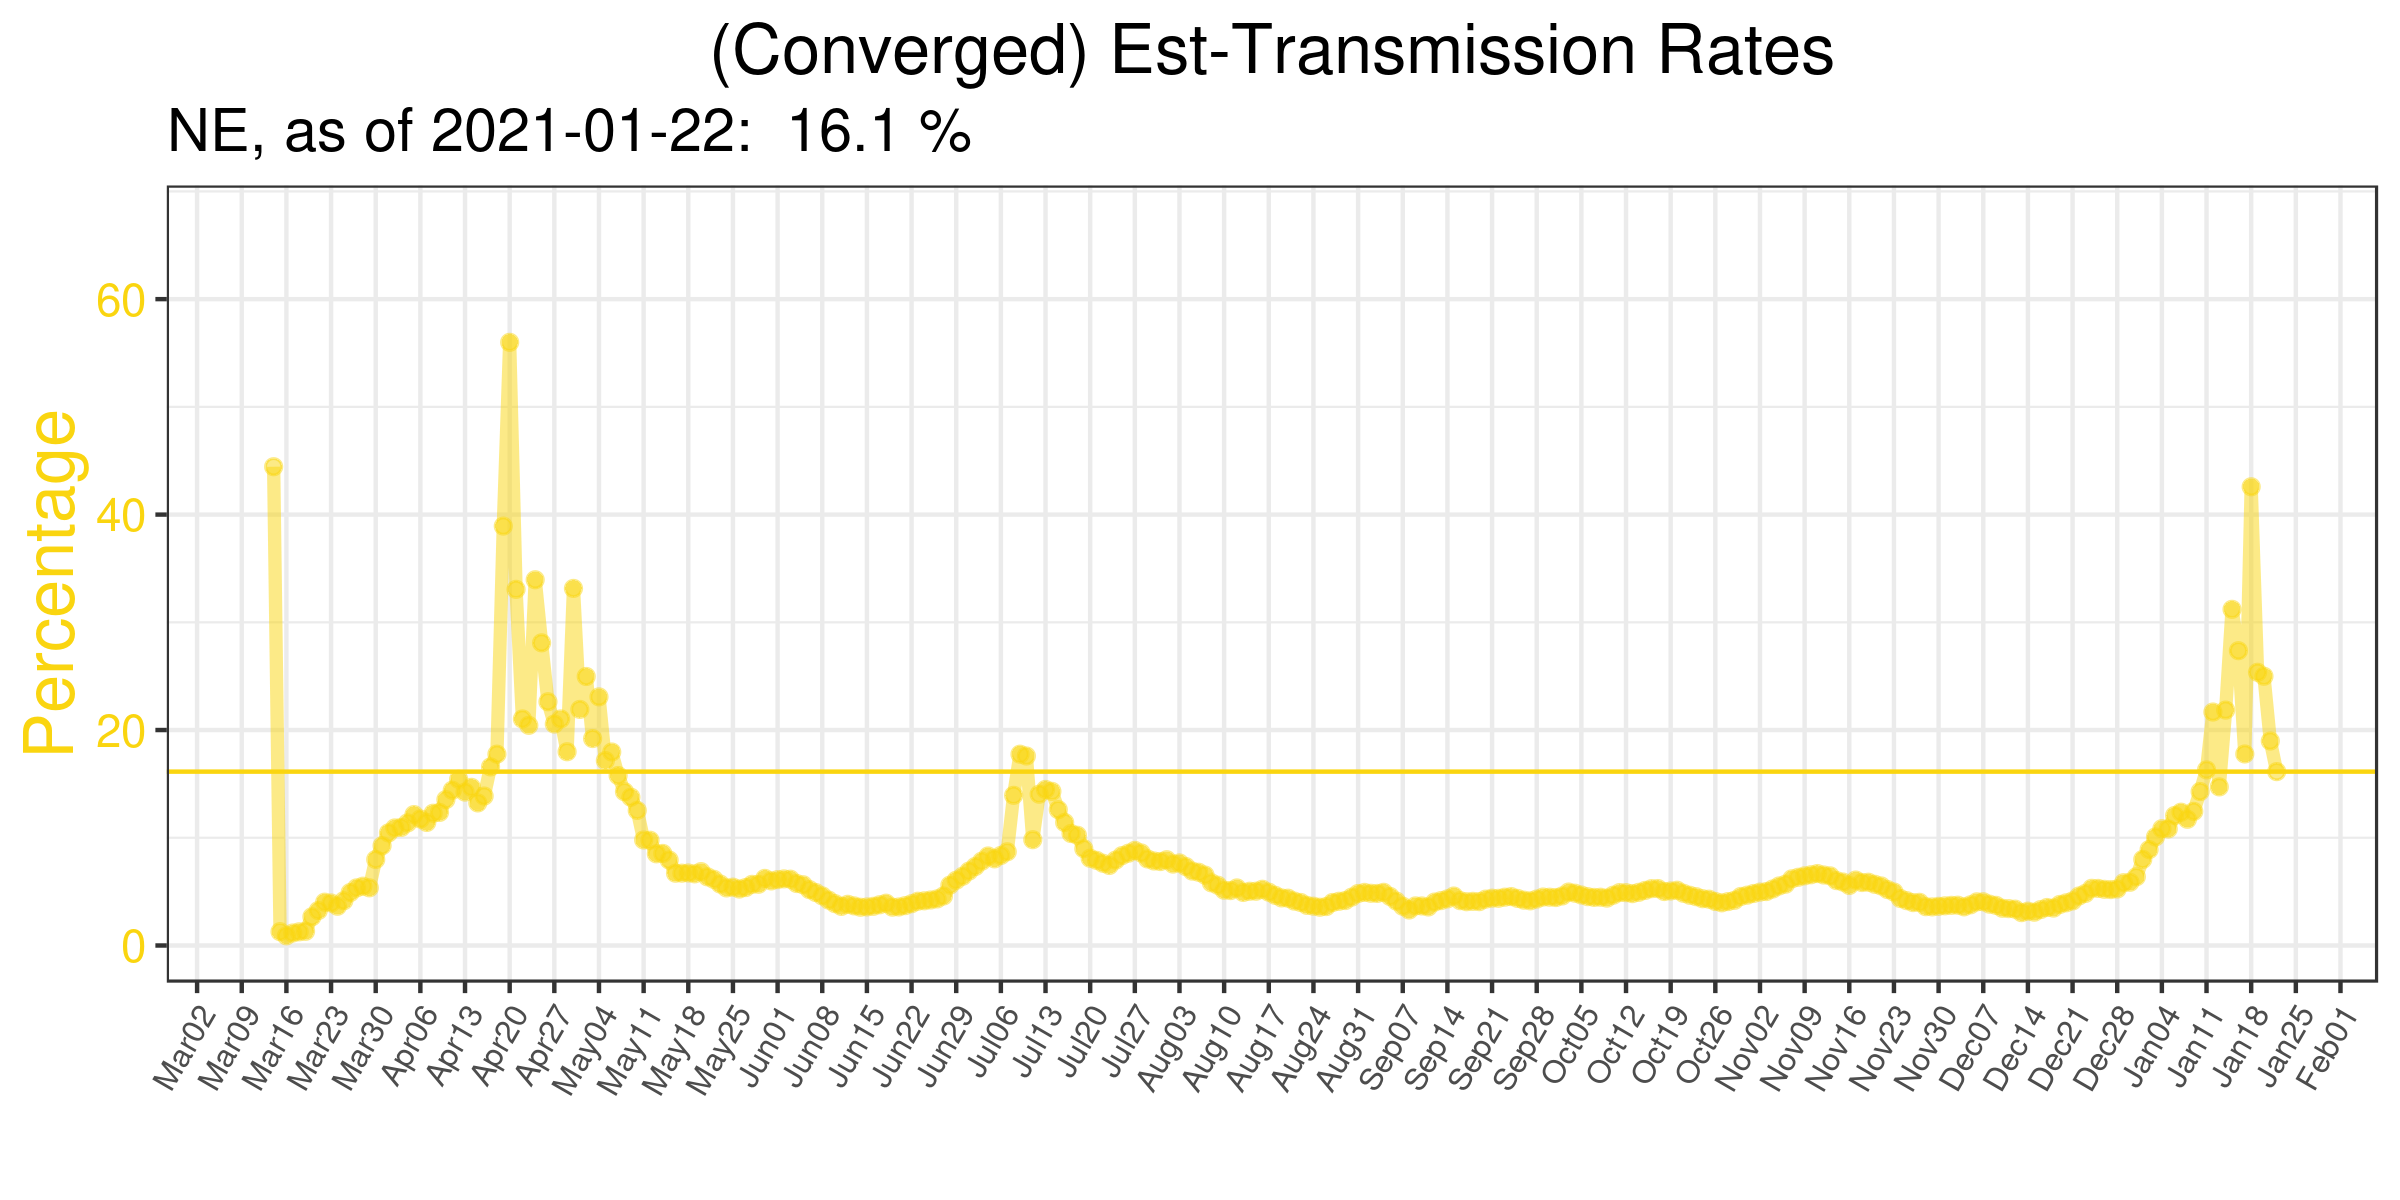 (Converged) Est-Transmission Rates
NE, as of 2021-01-22:  16.1 %
Percentage
60
40
20
0
Mar02
Mar09
Mar16
Mar23
Mar30
Apr06
Apr13
Apr20
Apr27
May04
May11
May18
May25
Jun01
Jun08
Jun15
Jun22
Jun29
Jul06
Jul13
Jul20
Jul27
Aug03
Aug10
Aug17
Aug24
Aug31
Sep07
Sep14
Sep21
Sep28
Oct05
Oct12
Oct19
Oct26
Nov02
Nov09
Nov16
Nov23
Nov30
Dec07
Dec14
Dec21
Dec28
Jan04
Jan11
Jan18
Jan25
Feb01